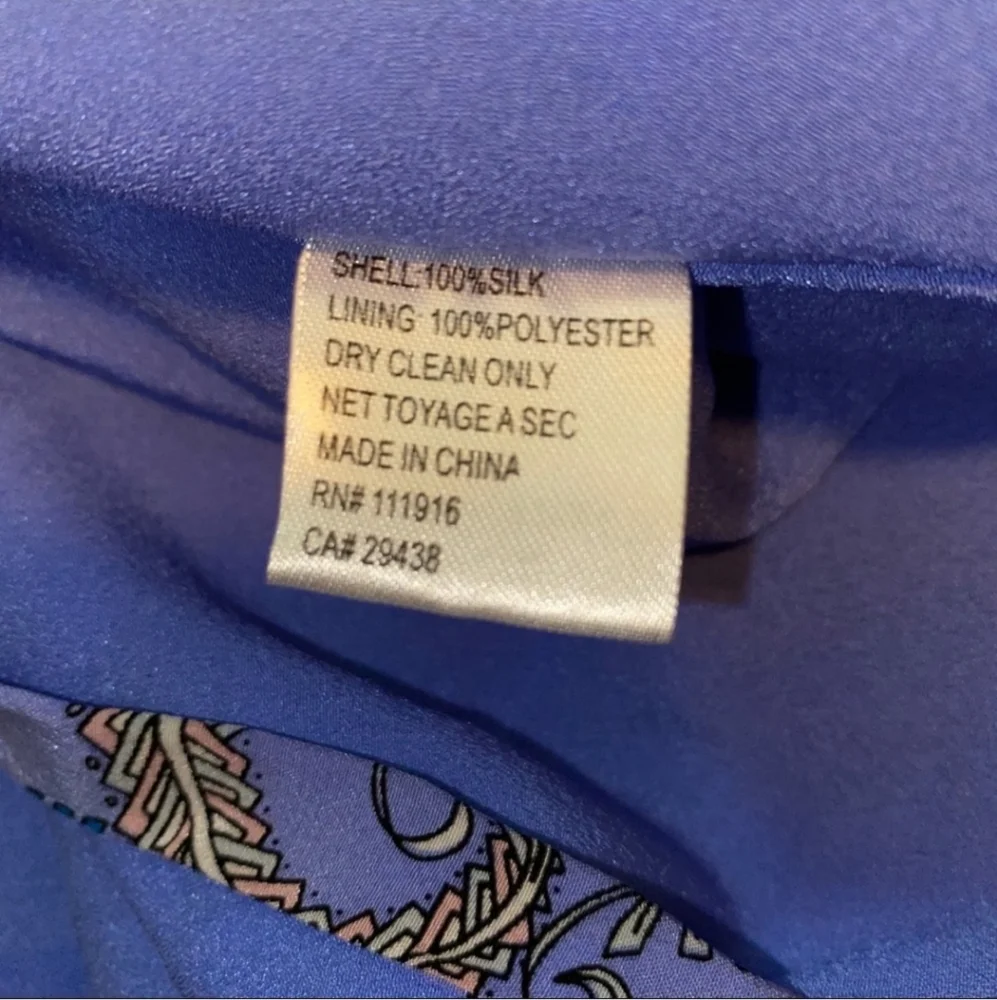 SHELL:100%SILK
LINING: 100%POLYESTER
DRY CLEAN ONLY
NET TOYAGE A SEC
MADE IN CHINA
RN# 111916
CA# 29438